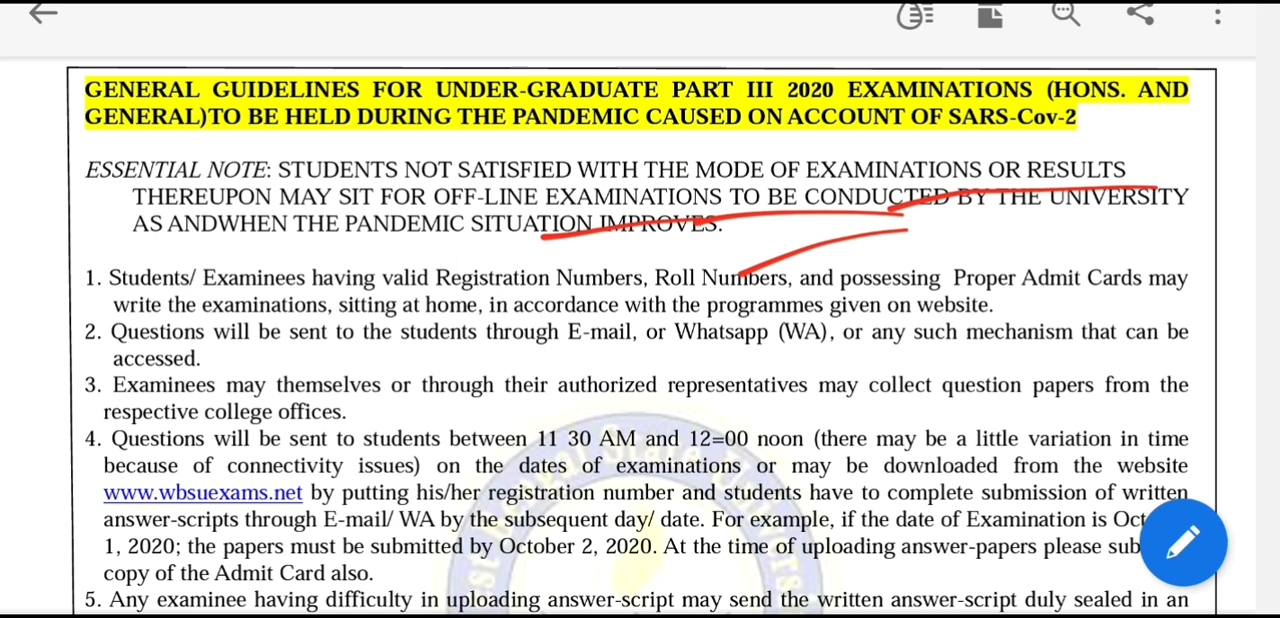 GENERAL GUIDELINES FOR UNDER-GRADUATE PART III 2020 EXAMINATIONS (HONS. AND
GENERAL)TO BE HELD DURING THE PANDEMIC CAUSED ON ACCOUNT OF SARS-Cov-2
ESSENTIAL NOTE: STUDENTS NOT SATISFIED WITH THE MODE OF EXAMINATIONS OR RESULTS
THEREUPON MAY SIT FOR OFF-LINE EXAMINATIONS TO BE CONDUCTED BY THE UNIVERSITY
AS ANDWHEN THE PANDEMIC SITUATION IMPROVES.
1. Students/ Examinees having valid Registration Numbers, Roll Numbers, and possessing Proper Admit Cards may
write the examinations, sitting at home, in accordance with the programmes given on website.
2. Questions will be sent to the students through E-mail, or Whatsapp (WA), or any such mechanism that can be
accessed.
3. Examinees may themselves or through their authorized representatives may collect question papers from the
respective college offices.
4. Questions will be sent to students between 11 30 AM and 12=00 noon (there may be a little variation in time
because of connectivity issues) on the dates of examinations or may be downloaded from the website
www.wbsuexams.net by putting his/her registration number and students have to complete submission of written
answer-scripts through E-mail/ WA by the subsequent day/ date. For example, if the date of Examination is Oct
1, 2020; the papers must be submitted by October 2, 2020. At the time of uploading answer-papers please sub
copy of the Admit Card also.
5. Any examinee having difficulty in uploading answer-script may send the written answer-script duly sealed in an